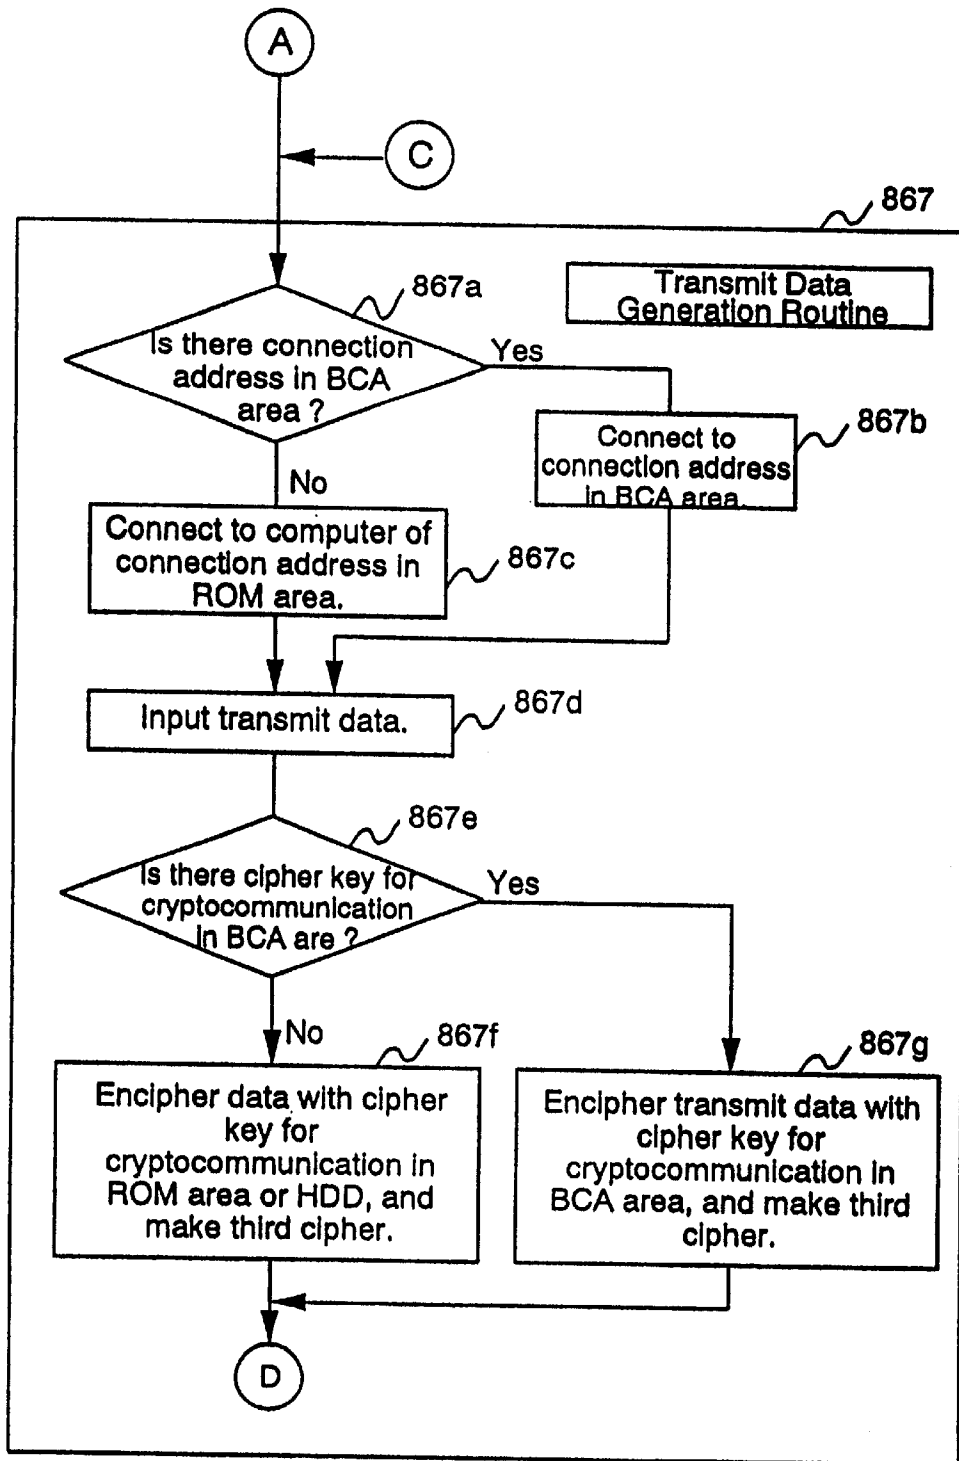 A
C
867
Transmit Data
Generation Routine
867a
Is there connection
address in BCA
area ?
Yes
867b
Connect to
connection address
in BCA area.
No
Connect to computer of
connection address in
ROM area.
867c
Input transmit data.
867d
867e
Is there cipher key for
cryptocommunication
in BCA are ?
Yes
No
867f
Encipher data with cipher
key for
cryptocommunication in
ROM area or HDD, and
make third cipher.
867g
Encipher transmit data with
cipher key for
cryptocommunication in
BCA area, and make third
cipher.
D